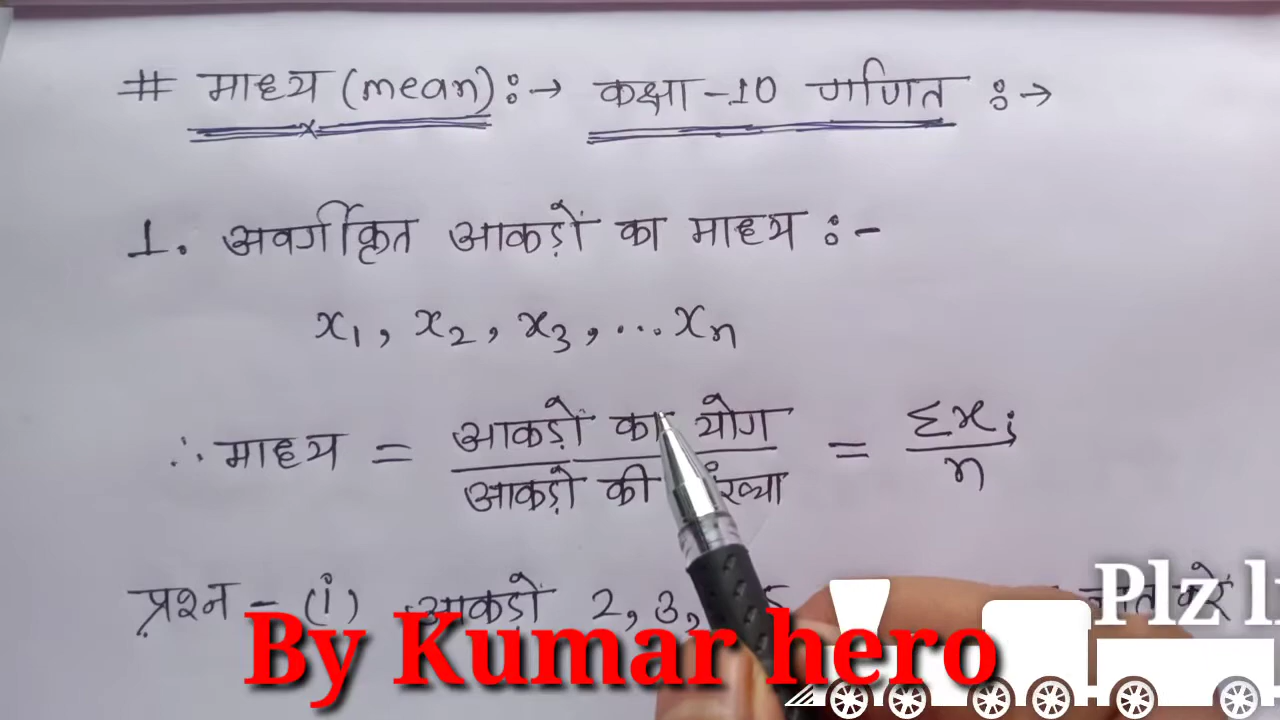 # माध्य (mean) :→ कक्षा -10 गणित :→
1. अवर्गीकृत आकड़ों का माध्य :-
x₁, x₂, x₃, ... xₙ
∴ माध्य = आकड़ों का योग / आकड़ो की = Σxᵢ / n
प्रश्न - (i) आकडों 2, 3, करें
By Kumar hero
Plz